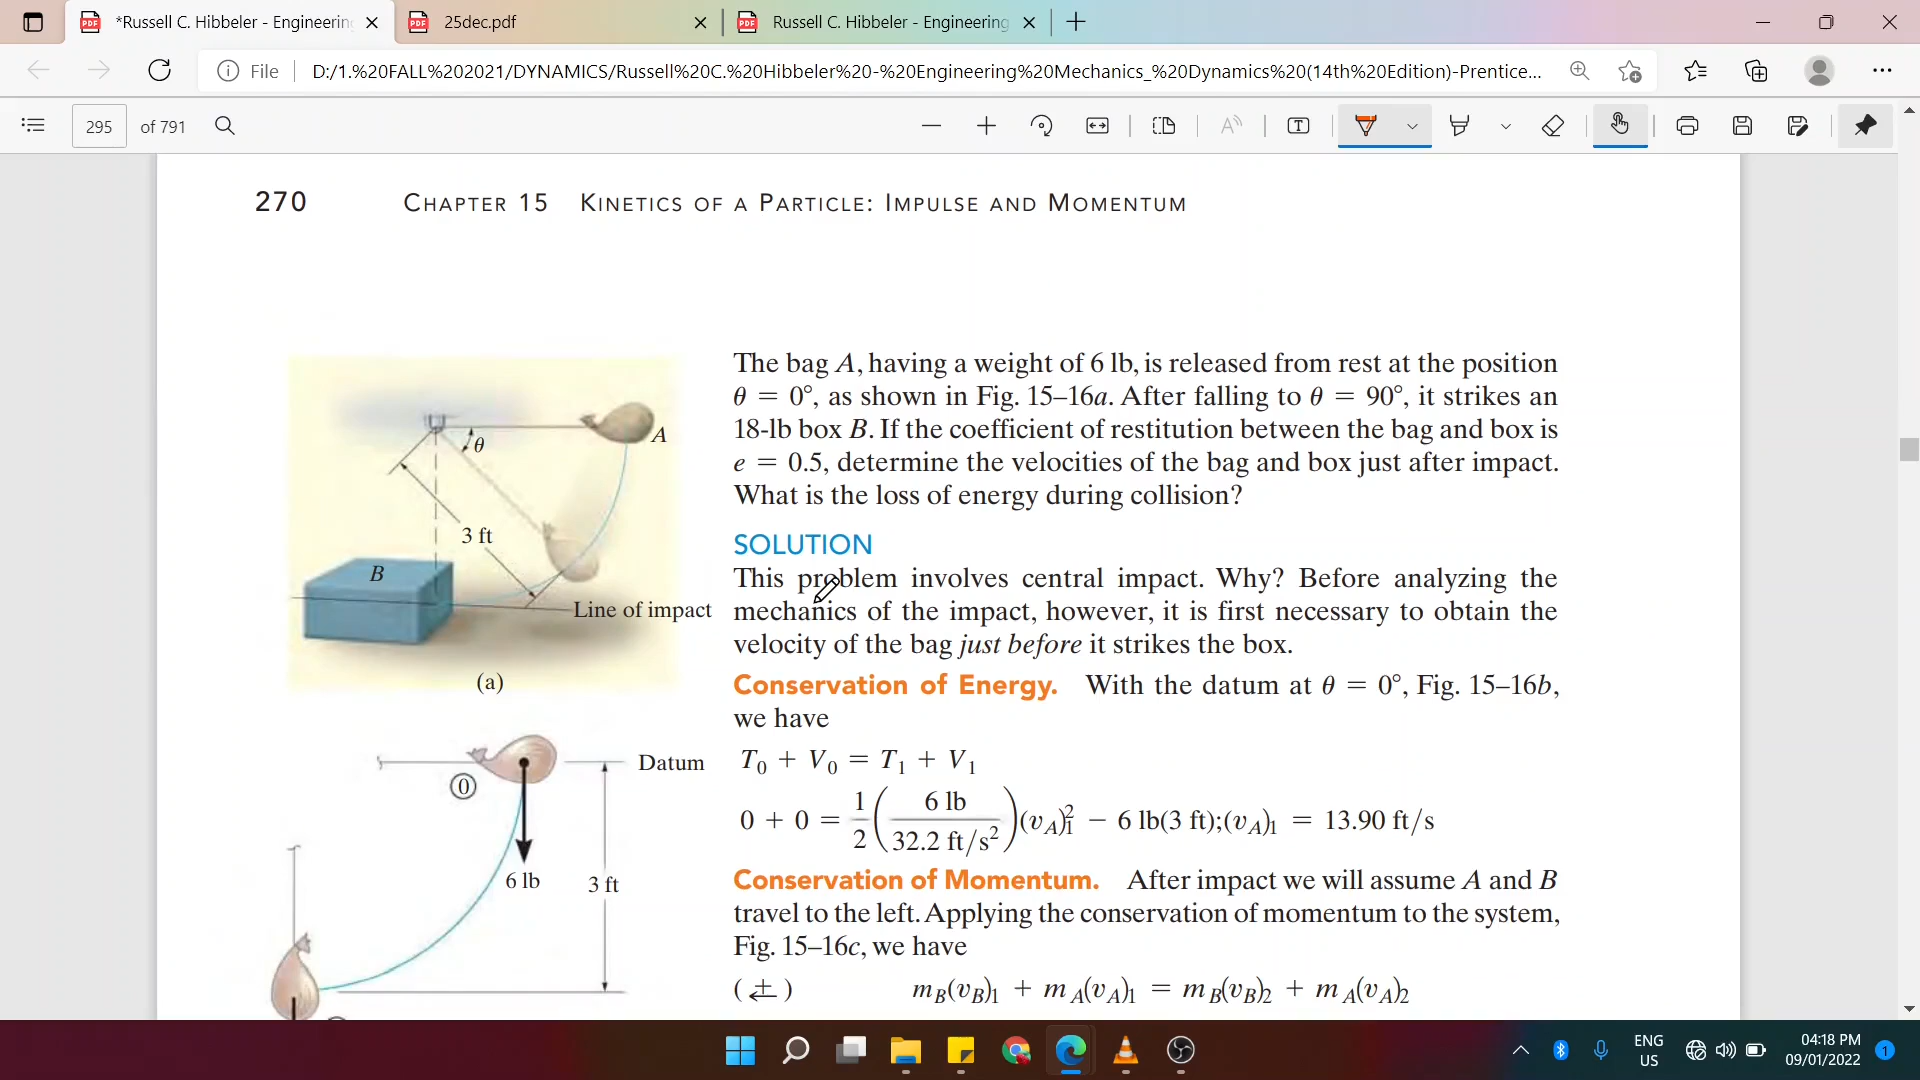 *Russell C. Hibbeler - Engineerin
25dec.pdf
Russell C. Hibbeler - Engineering
File
D:/1.%20FALL%202021/DYNAMICS/Russell%20C.%20Hibbeler%20-%20Engineering%20Mechanics_%20Dynamics%20(14th%20Edition)-Prentice...
295 of 791
270 CHAPTER 15 KINETICS OF A PARTICLE: IMPULSE AND MOMENTUM
A
θ
3 ft
B
Line of impact
(a)
Datum
0
6 lb
3 ft
The bag A, having a weight of 6 lb, is released from rest at the position
θ = 0°, as shown in Fig. 15–16a. After falling to θ = 90°, it strikes an
18-lb box B. If the coefficient of restitution between the bag and box is
e = 0.5, determine the velocities of the bag and box just after impact.
What is the loss of energy during collision?
SOLUTION
This problem involves central impact. Why? Before analyzing the
mechanics of the impact, however, it is first necessary to obtain the
velocity of the bag just before it strikes the box.
Conservation of Energy. With the datum at θ = 0°, Fig. 15–16b,
we have
T₀ + V₀ = T₁ + V₁
0 + 0 = 1/2 (6 lb / 32.2 ft/s²)(v_A)₁² − 6 lb(3 ft);(v_A)₁ = 13.90 ft/s
Conservation of Momentum. After impact we will assume A and B
travel to the left. Applying the conservation of momentum to the system,
Fig. 15–16c, we have
(⁺←) m_B(v_B)₁ + m_A(v_A)₁ = m_B(v_B)₂ + m_A(v_A)₂
ENG
US
04:18 PM
09/01/2022
1